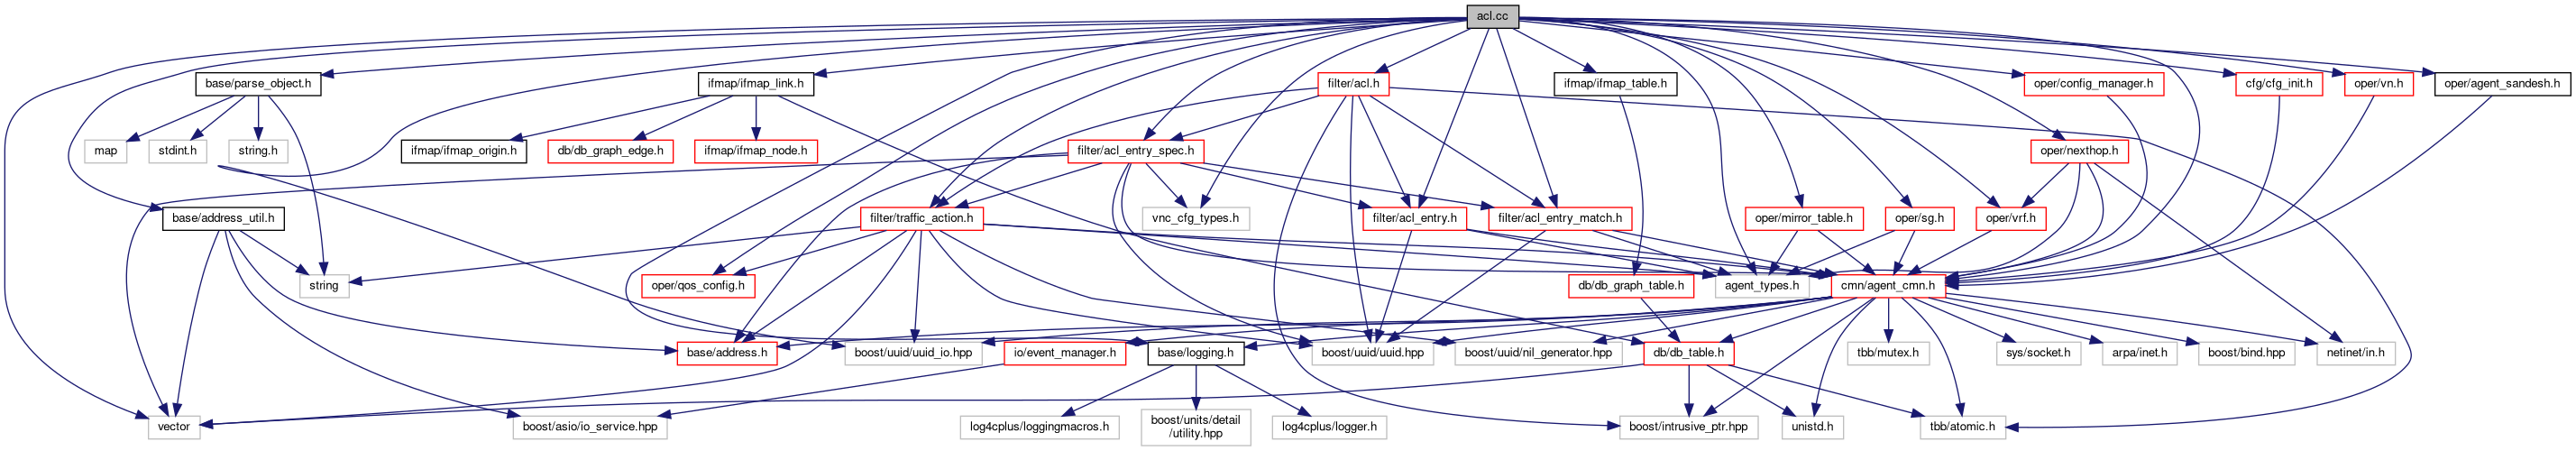 acl.cc
base/parse_object.h
ifmap/ifmap_link.h
filter/acl.h
ifmap/ifmap_table.h
oper/config_manager.h
cfg/cfg_init.h
oper/vn.h
oper/agent_sandesh.h
map
stdint.h
string.h
ifmap/ifmap_origin.h
db/db_graph_edge.h
ifmap/ifmap_node.h
filter/acl_entry_spec.h
oper/nexthop.h
base/address_util.h
filter/traffic_action.h
vnc_cfg_types.h
filter/acl_entry.h
filter/acl_entry_match.h
oper/mirror_table.h
oper/sg.h
oper/vrf.h
string
oper/qos_config.h
db/db_graph_table.h
agent_types.h
cmn/agent_cmn.h
base/address.h
boost/uuid/uuid_io.hpp
io/event_manager.h
base/logging.h
boost/uuid/uuid.hpp
boost/uuid/nil_generator.hpp
db/db_table.h
tbb/mutex.h
sys/socket.h
arpa/inet.h
boost/bind.hpp
netinet/in.h
vector
boost/asio/io_service.hpp
log4cplus/loggingmacros.h
boost/units/detail
/utility.hpp
log4cplus/logger.h
boost/intrusive_ptr.hpp
unistd.h
tbb/atomic.h